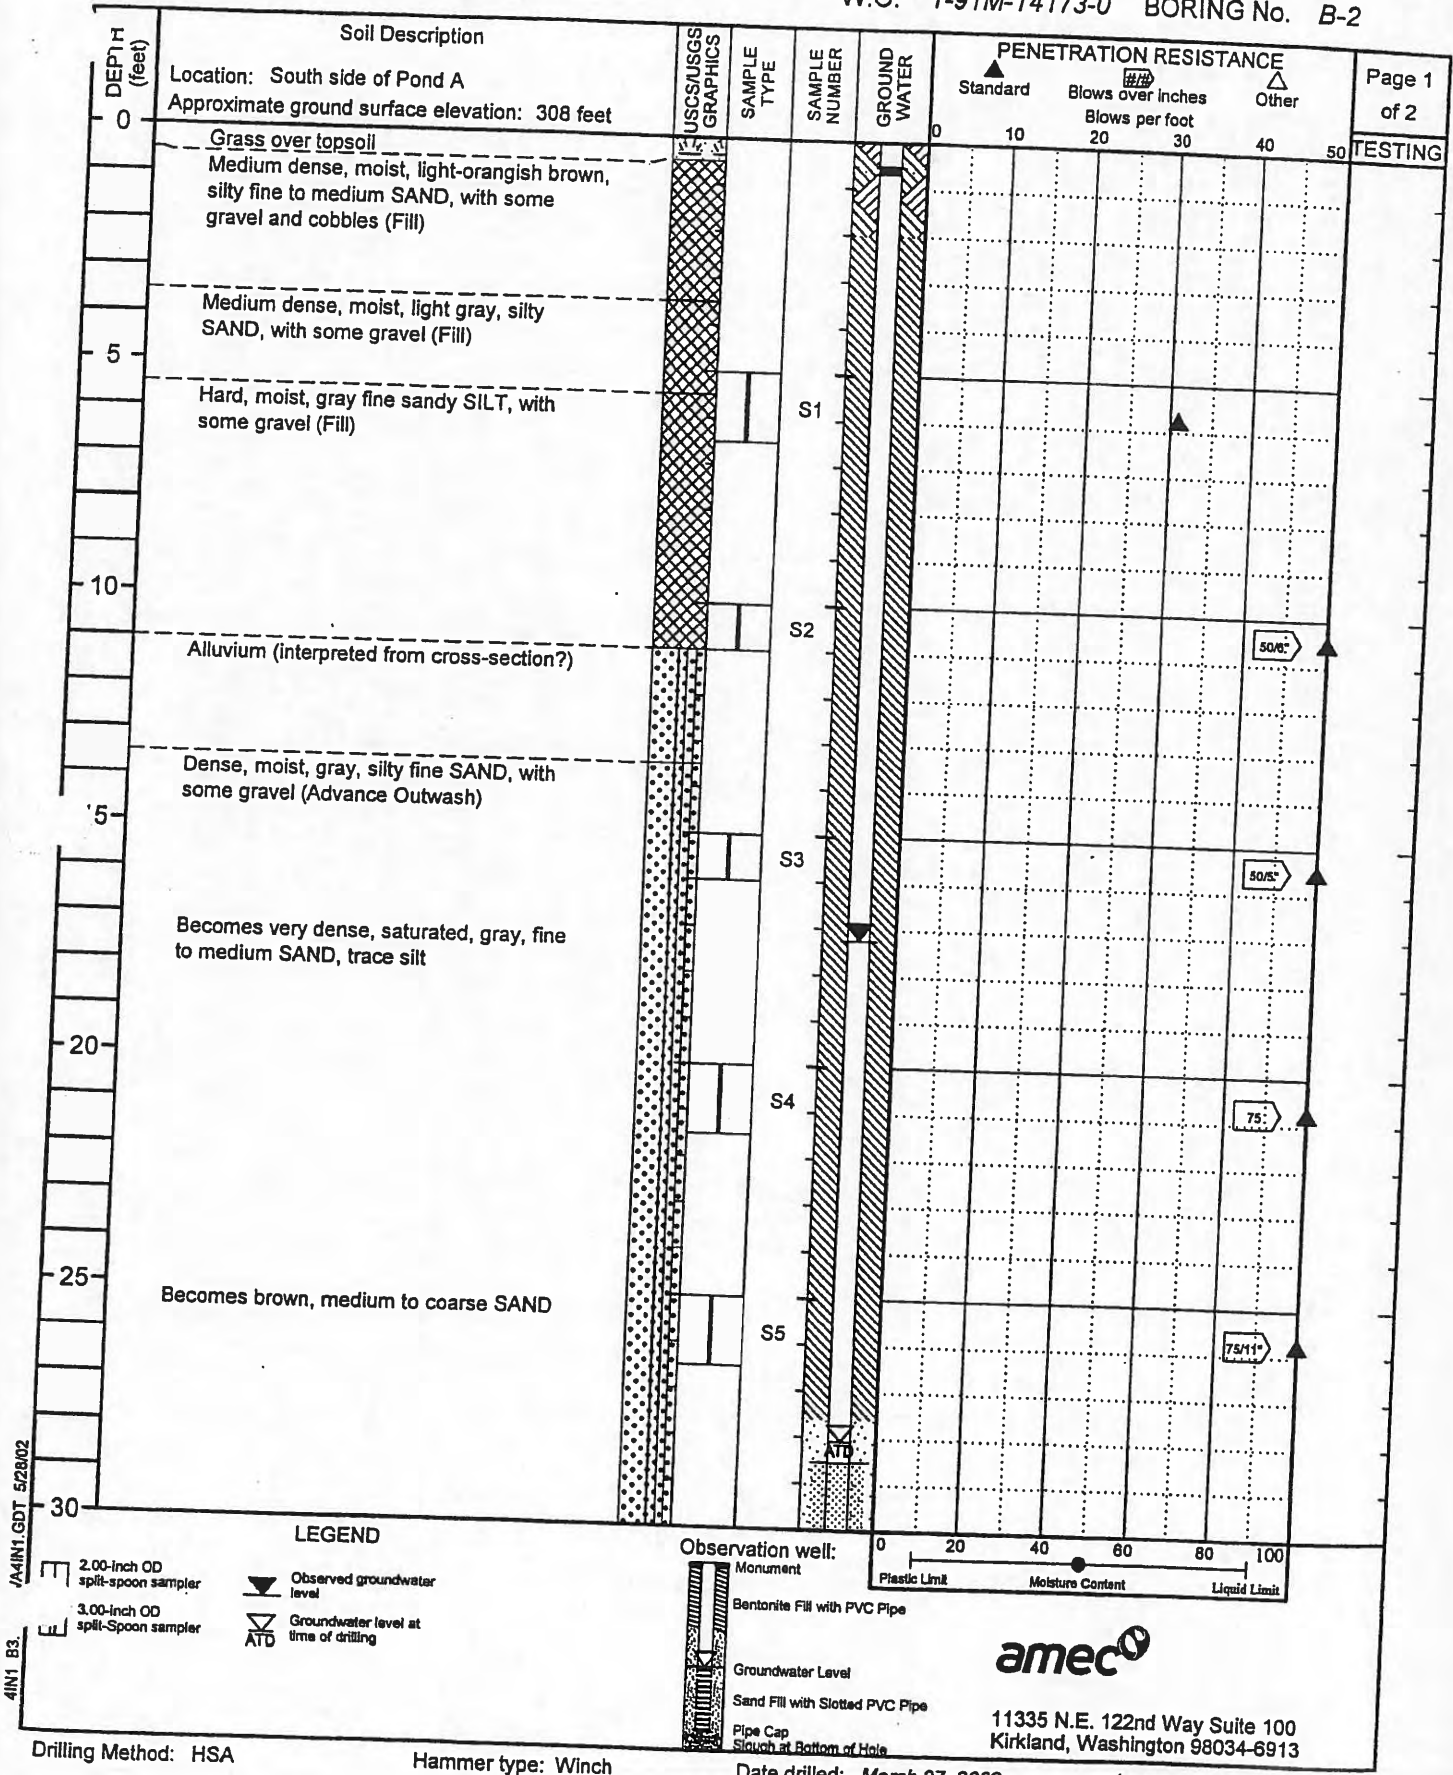 W.O. 1-91M-14173-0 BORING No. B-2
DEPTH (feet)
Soil Description
Location: South side of Pond A
Approximate ground surface elevation: 308 feet
USCS/USGS GRAPHICS
SAMPLE TYPE
SAMPLE NUMBER
GROUND WATER
PENETRATION RESISTANCE
Standard
##
Blows over inches
Other
Blows per foot
0 10 20 30 40 50
Page 1
of 2
TESTING
0
Grass over topsoil
Medium dense, moist, light-orangish brown,
silty fine to medium SAND, with some
gravel and cobbles (Fill)
Medium dense, moist, light gray, silty
SAND, with some gravel (Fill)
5
Hard, moist, gray fine sandy SILT, with
some gravel (Fill)
S1
10
S2
50/6"
Alluvium (interpreted from cross-section?)
Dense, moist, gray, silty fine SAND, with
some gravel (Advance Outwash)
'5
S3
50/5"
Becomes very dense, saturated, gray, fine
to medium SAND, trace silt
20
S4
75
25
Becomes brown, medium to coarse SAND
S5
75/11"
ATD
30
0 20 40 60 80 100
Plastic Limit
Moisture Content
Liquid Limit
LEGEND
2.00-inch OD
split-spoon sampler
3.00-inch OD
split-Spoon sampler
Observed groundwater
level
ATD
Groundwater level at
time of drilling
Observation well:
Monument
Bentonite Fill with PVC Pipe
Groundwater Level
Sand Fill with Slotted PVC Pipe
Pipe Cap
Slough at Bottom of Hole
amec
11335 N.E. 122nd Way Suite 100
Kirkland, Washington 98034-6913
4IN1 B3.
/A4IN1.GDT 5/28/02
Drilling Method: HSA
Hammer type: Winch
Date drilled: March 27,